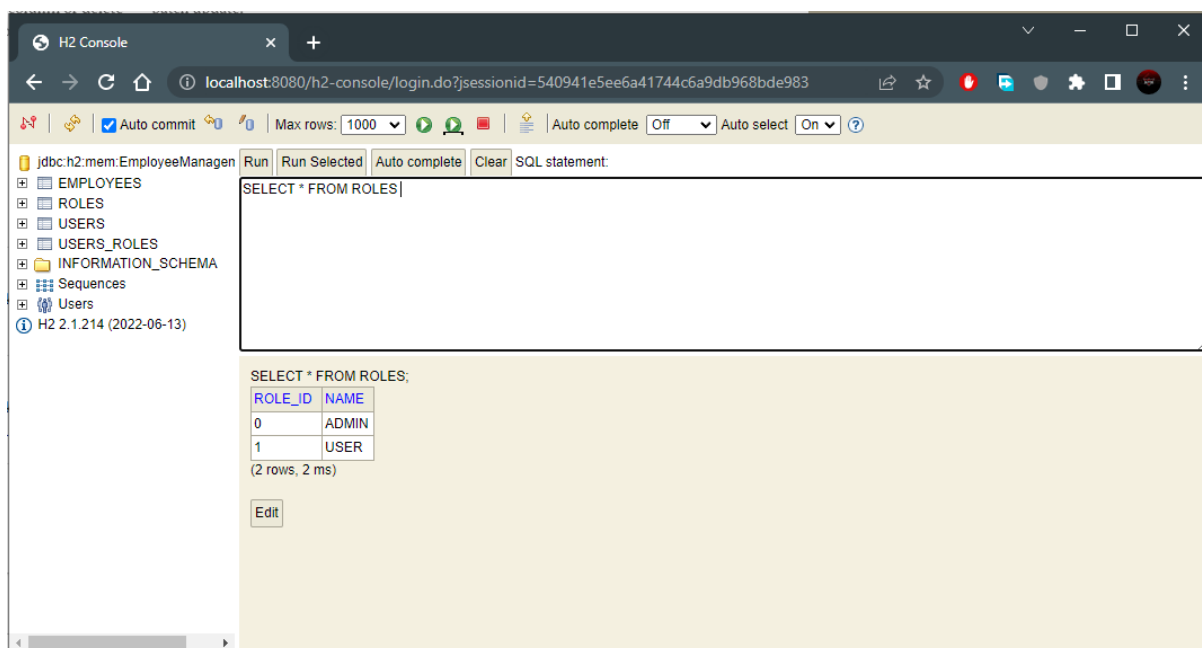 H2 Console
localhost:8080/h2-console/login.do?jsessionid=540941e5ee6a41744c6a9db968bde983
Auto commit Max rows: 1000 Auto complete Off Auto select On
jdbc:h2:mem:EmployeeManagen
EMPLOYEES
ROLES
USERS
USERS_ROLES
INFORMATION_SCHEMA
Sequences
Users
H2 2.1.214 (2022-06-13)
Run Run Selected Auto complete Clear SQL statement:
SELECT * FROM ROLES
SELECT * FROM ROLES;
ROLE_ID NAME
0 ADMIN
1 USER
(2 rows, 2 ms)
Edit